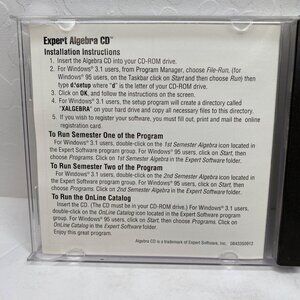 Expert Algebra CD™
Installation Instructions
1. Insert the Algebra CD into your CD-ROM drive.
2. For Windows® 3.1 users, from Program Manager, choose File-Run. (for
Windows® 95 users, on the Taskbar click on Start and then choose Run) then
type d:\setup where "d" is the letter of your CD-ROM drive.
3. Click on OK, and follow the instructions on the screen.
4. For Windows® 3.1 users, the setup program will create a directory called
"XALGEBRA" on your hard drive and copy all necessary files to this directory.
5. If you wish to register your software, you must fill out, print and mail the online
registration card.
To Run Semester One of the Program
For Windows® 3.1 users, double-click on the 1st Semester Algebra icon located in
the Expert Software program group. For Windows® 95 users, click on Start, then
choose Programs. Click on 1st Semester Algebra in the Expert Software folder.
To Run Semester Two of the Program
For Windows® 3.1 users, double-click on the 2nd Semester Algebra icon located in
the Expert Software program group. For Windows® 95 users, click on Start, then
choose Programs. Click on 2nd Semester Algebra in the Expert Software folder.
To Run the OnLine Catalog
Insert the CD. (The CD must be in your CD-ROM drive.) For Windows® 3.1 users,
double-click on the OnLine Catalog icon located in the Expert Software program
group. For Windows® 95 users, click on Start, then choose Programs. Click on
OnLine Catalog in the Expert Software folder.
Enjoy this great program.
Algebra CD is a trademark of Expert Software, Inc.